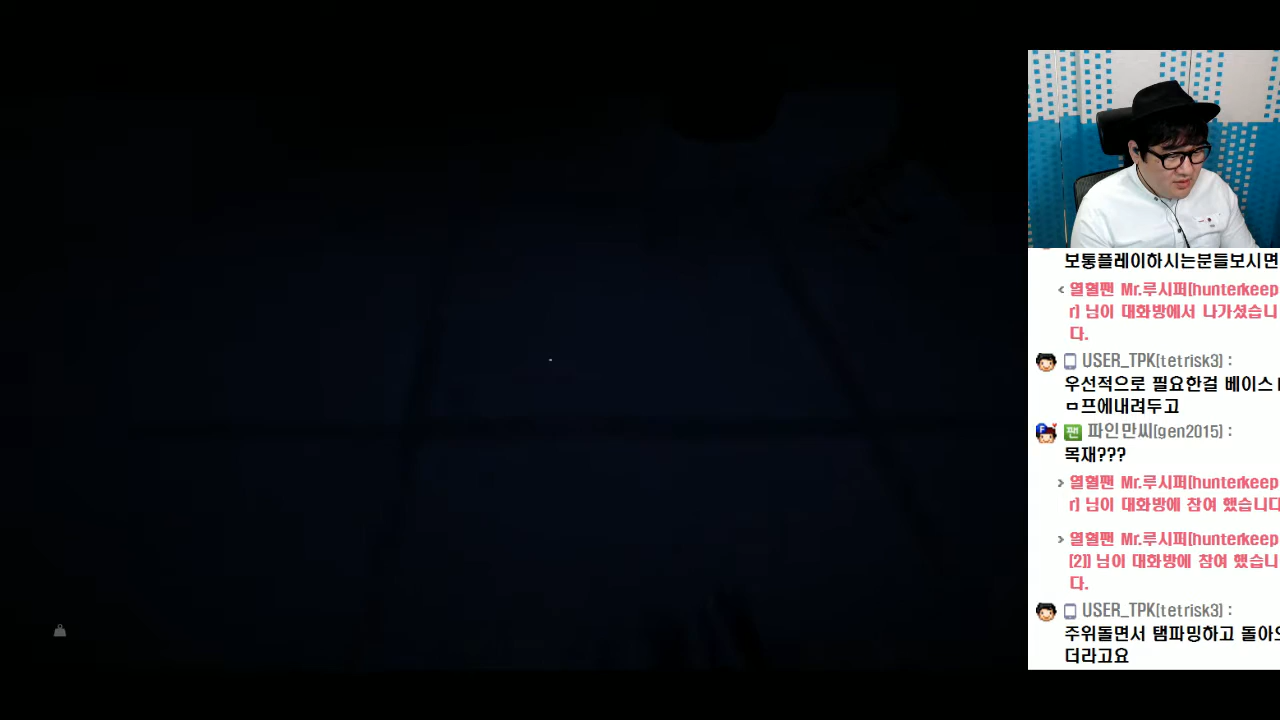 보통플레이하시는분들보시면
열혈팬 Mr.루시퍼(hunterkeep
r) 님이 대화방에서 나가셨습니
다.
USER_TPK(tetrisk3) :
우선적으로 필요한걸 베이스
ㅁ프에내려두고
팬 파인만씨(gen2015) :
목재???
열혈팬 Mr.루시퍼(hunterkeep
r) 님이 대화방에 참여 했습니다
열혈팬 Mr.루시퍼(hunterkeep
[2]) 님이 대화방에 참여 했습니
다.
USER_TPK(tetrisk3) :
주위돌면서 탬파밍하고 돌아오
더라고요